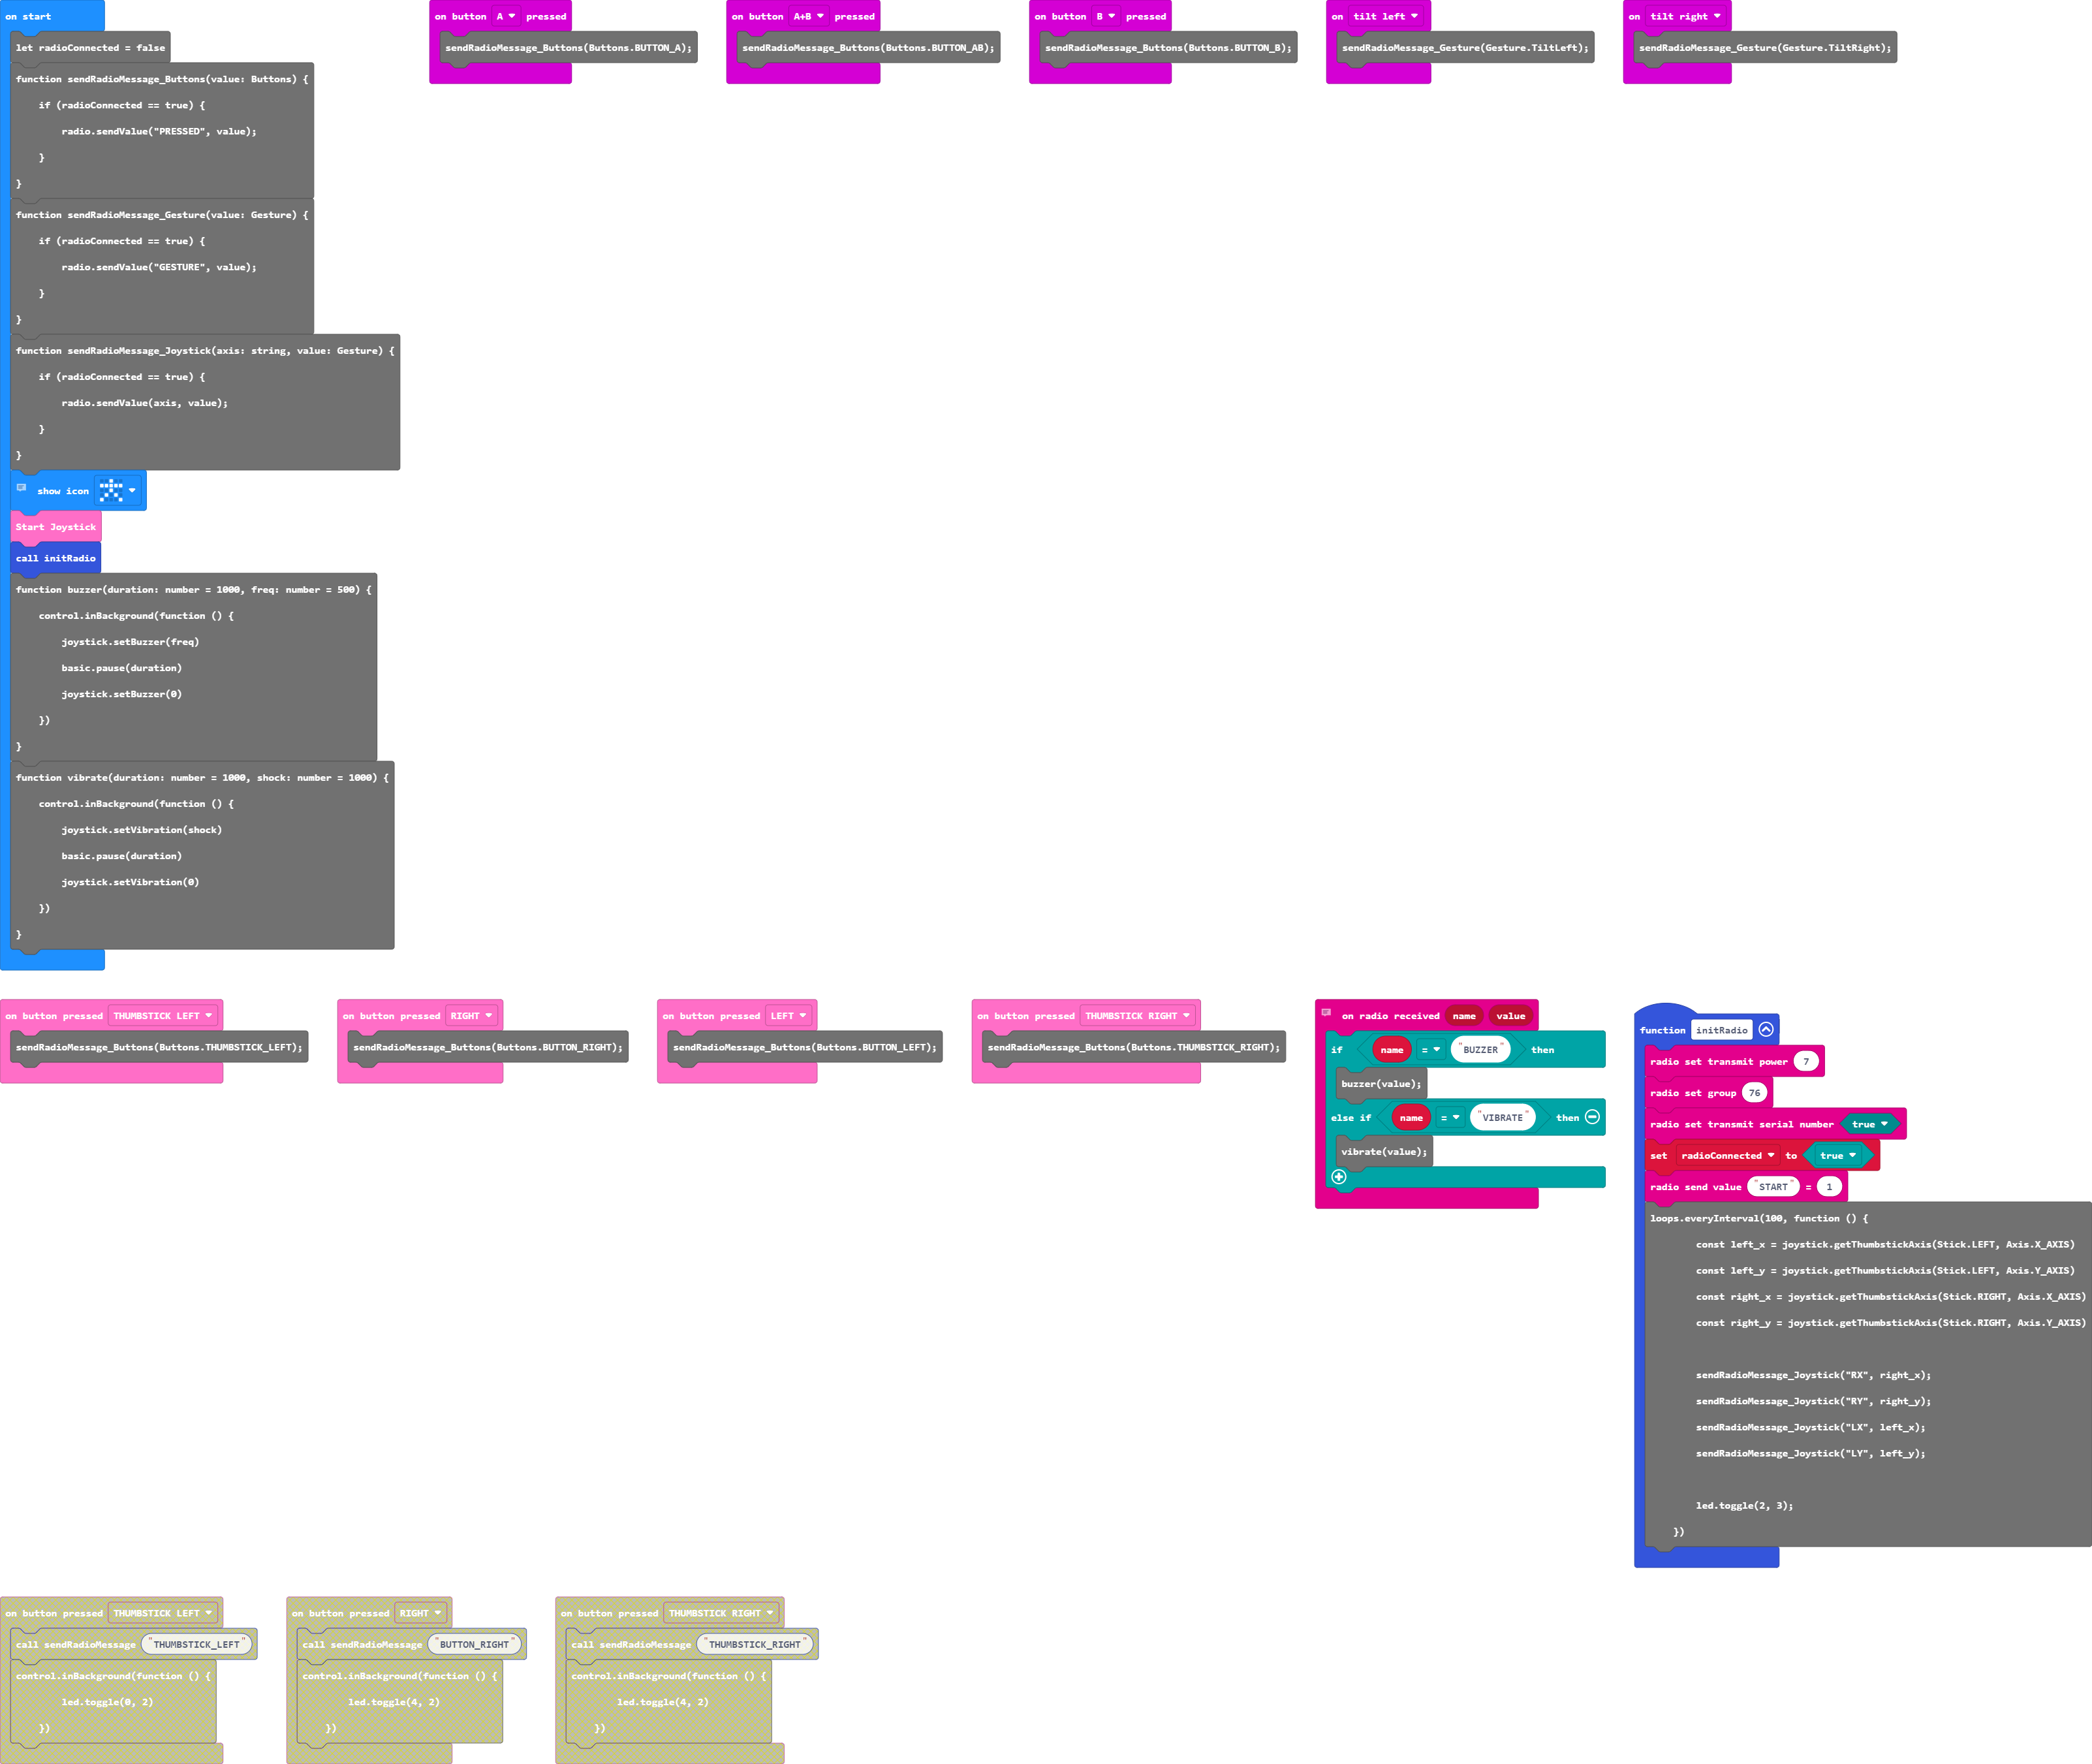 on start
let radioConnected = false
function sendRadioMessage_Buttons(value: Buttons) {
if (radioConnected == true) {
radio.sendValue("PRESSED", value);
}
}
function sendRadioMessage_Gesture(value: Gesture) {
if (radioConnected == true) {
radio.sendValue("GESTURE", value);
}
}
function sendRadioMessage_Joystick(axis: string, value: Gesture) {
if (radioConnected == true) {
radio.sendValue(axis, value);
}
}
show icon
Start Joystick
call initRadio
function buzzer(duration: number = 1000, freq: number = 500) {
control.inBackground(function () {
joystick.setBuzzer(freq)
basic.pause(duration)
joystick.setBuzzer(0)
})
}
function vibrate(duration: number = 1000, shock: number = 1000) {
control.inBackground(function () {
joystick.setVibration(shock)
basic.pause(duration)
joystick.setVibration(0)
})
}
on button A pressed
sendRadioMessage_Buttons(Buttons.BUTTON_A);
on button A+B pressed
sendRadioMessage_Buttons(Buttons.BUTTON_AB);
on button B pressed
sendRadioMessage_Buttons(Buttons.BUTTON_B);
on tilt left
sendRadioMessage_Gesture(Gesture.TiltLeft);
on tilt right
sendRadioMessage_Gesture(Gesture.TiltRight);
on button pressed THUMBSTICK LEFT
sendRadioMessage_Buttons(Buttons.THUMBSTICK_LEFT);
on button pressed RIGHT
sendRadioMessage_Buttons(Buttons.BUTTON_RIGHT);
on button pressed LEFT
sendRadioMessage_Buttons(Buttons.BUTTON_LEFT);
on button pressed THUMBSTICK RIGHT
sendRadioMessage_Buttons(Buttons.THUMBSTICK_RIGHT);
on radio received name value
if name = "BUZZER" then
buzzer(value);
else if name = "VIBRATE" then
vibrate(value);
function initRadio
radio set transmit power 7
radio set group 76
radio set transmit serial number true
set radioConnected to true
radio send value "START" = 1
loops.everyInterval(100, function () {
const left_x = joystick.getThumbstickAxis(Stick.LEFT, Axis.X_AXIS)
const left_y = joystick.getThumbstickAxis(Stick.LEFT, Axis.Y_AXIS)
const right_x = joystick.getThumbstickAxis(Stick.RIGHT, Axis.X_AXIS)
const right_y = joystick.getThumbstickAxis(Stick.RIGHT, Axis.Y_AXIS)
sendRadioMessage_Joystick("RX", right_x);
sendRadioMessage_Joystick("RY", right_y);
sendRadioMessage_Joystick("LX", left_x);
sendRadioMessage_Joystick("LY", left_y);
led.toggle(2, 3);
})
on button pressed THUMBSTICK LEFT
call sendRadioMessage "THUMBSTICK_LEFT"
control.inBackground(function () {
led.toggle(0, 2)
})
on button pressed RIGHT
call sendRadioMessage "BUTTON_RIGHT"
control.inBackground(function () {
led.toggle(4, 2)
})
on button pressed THUMBSTICK RIGHT
call sendRadioMessage "THUMBSTICK_RIGHT"
control.inBackground(function () {
led.toggle(4, 2)
})